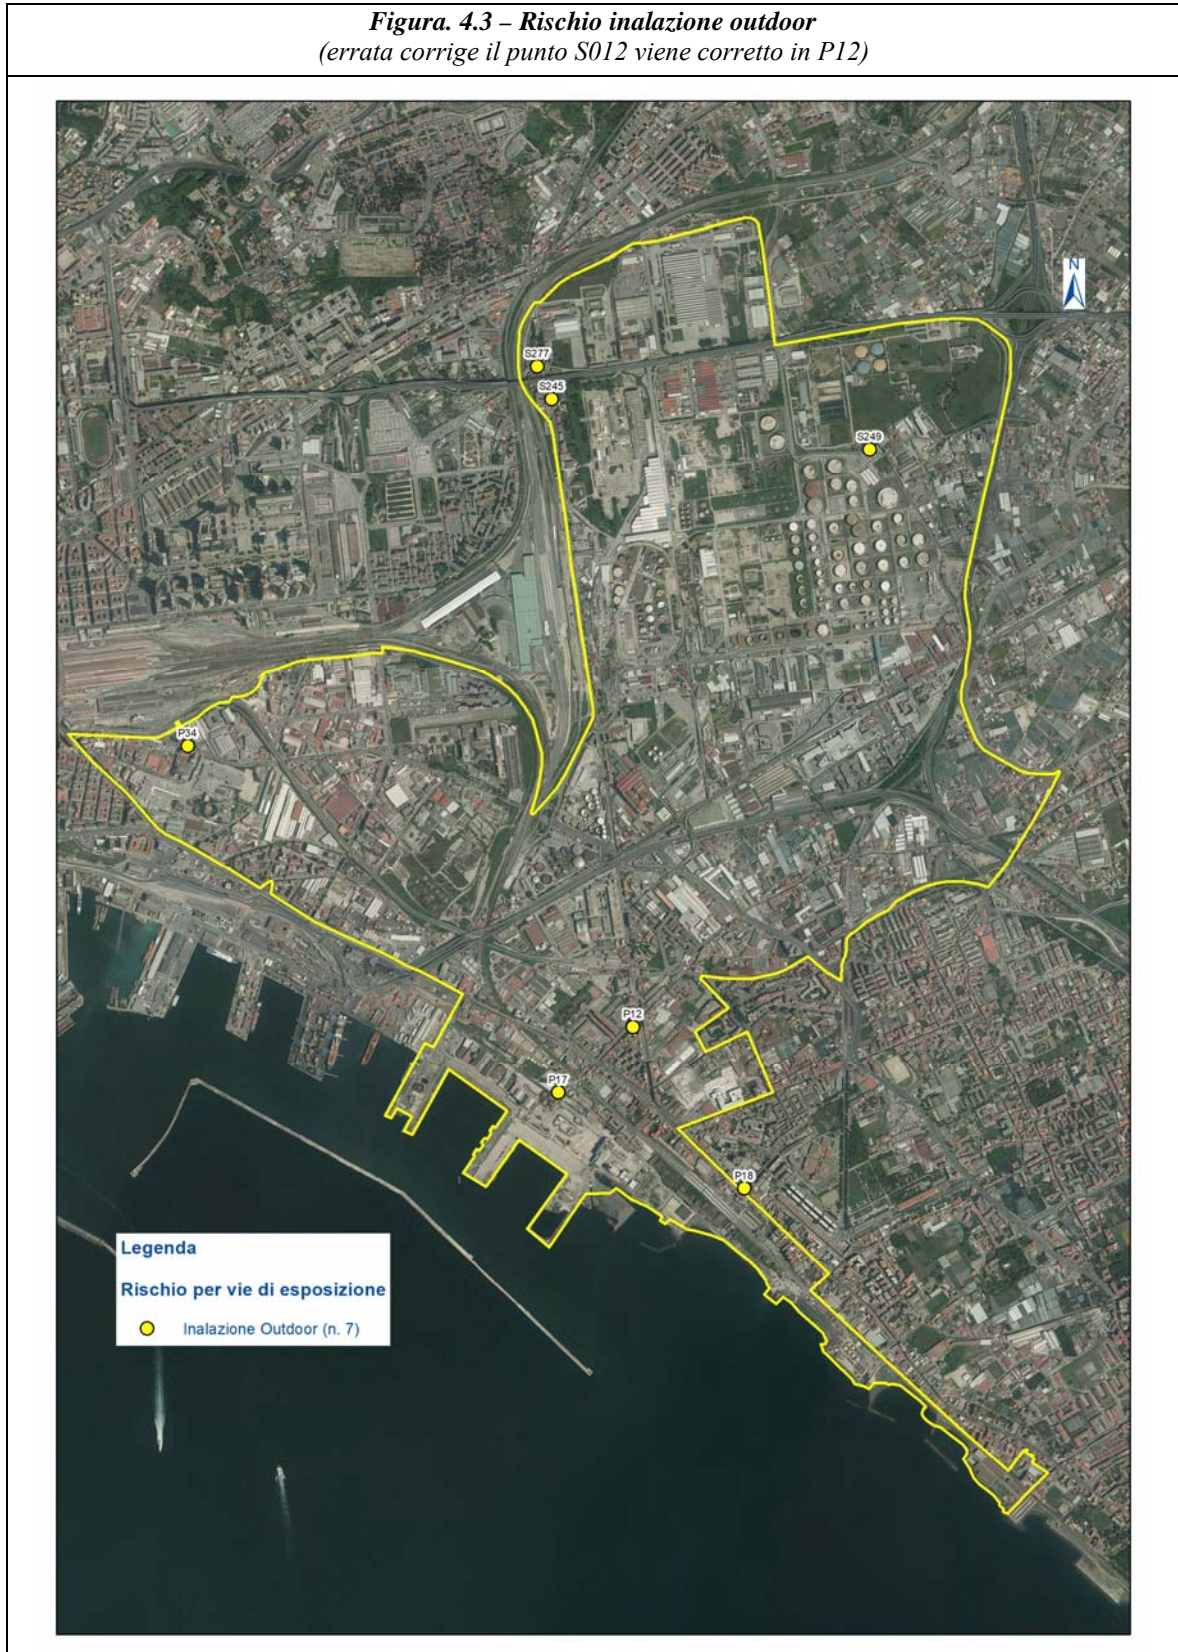 Figura. 4.3 – Rischio inalazione outdoor
(errata corrige il punto S012 viene corretto in P12)
N
S277
S245
S249
P34
P12
P17
P18
Legenda
Rischio per vie di esposizione
Inalazione Outdoor (n. 7)